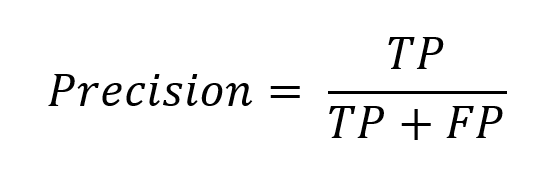 Precision = TP / TP + FP